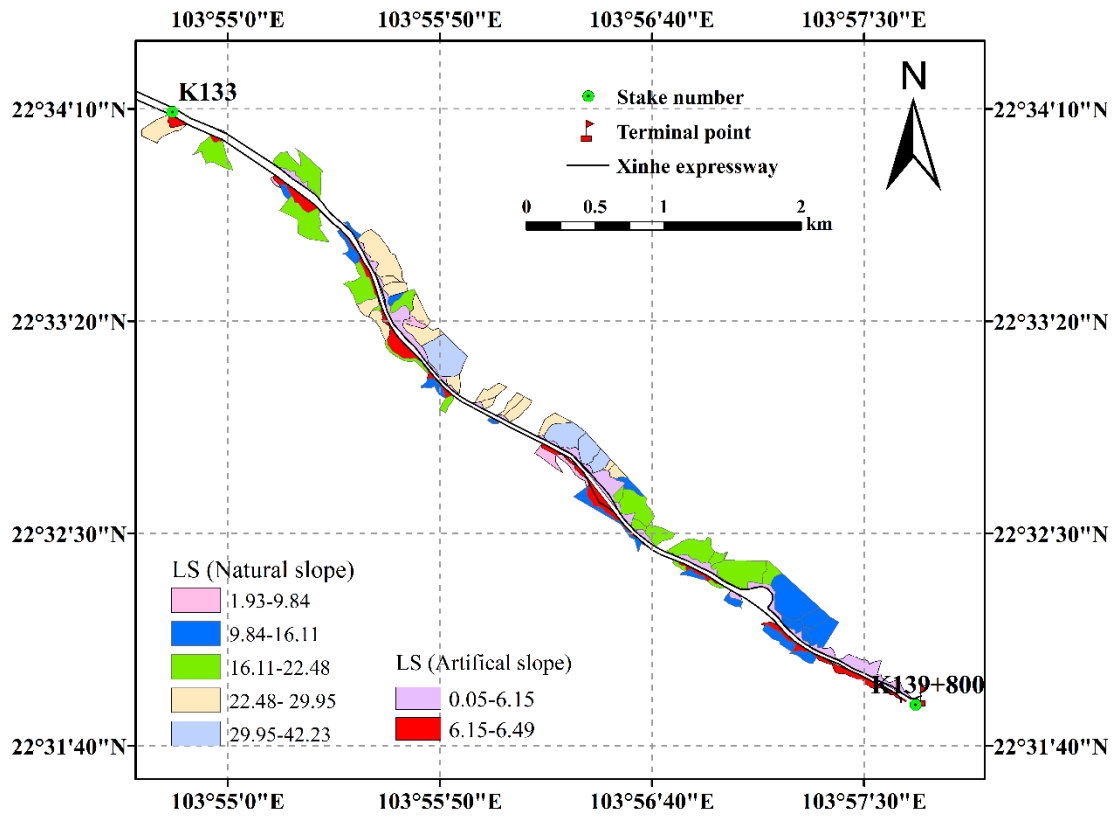 103°55'0"E 103°55'50"E 103°56'40"E 103°57'30"E
N
K133
22°34'10"N 22°34'10"N
Stake number
Terminal point
Xinhe expressway
0 0.5 1 2
km
22°33'20"N 22°33'20"N
22°32'30"N 22°32'30"N
LS (Natural slope)
1.93-9.84
9.84-16.11
16.11-22.48
22.48- 29.95
29.95-42.23
LS (Artifical slope)
0.05-6.15
6.15-6.49
K139+800
22°31'40"N 22°31'40"N
103°55'0"E 103°55'50"E 103°56'40"E 103°57'30"E